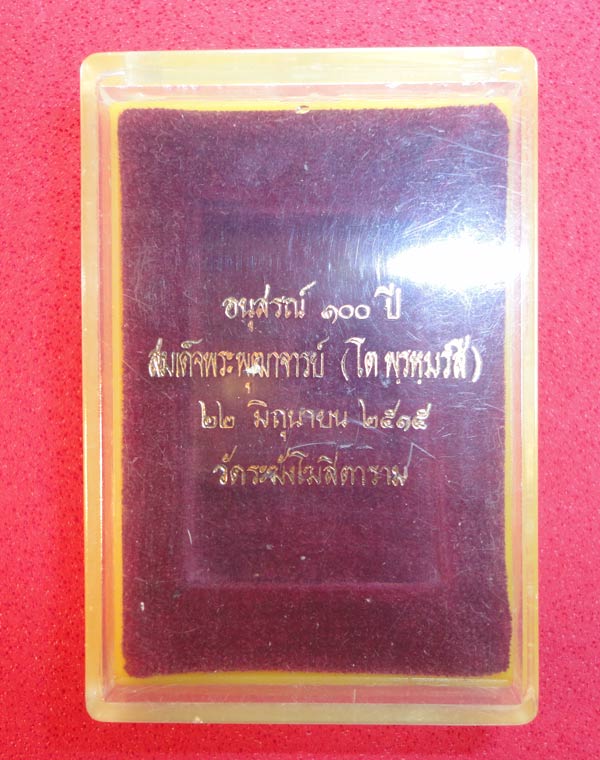 อนุสรณ์ ๑๐๐ ปี
สมเด็จพระพุฒาจารย์ (โต พฺรหฺมรํสี)
๒๒ มิถุนายน ๒๕๑๕
วัดระฆังโฆสิตาราม